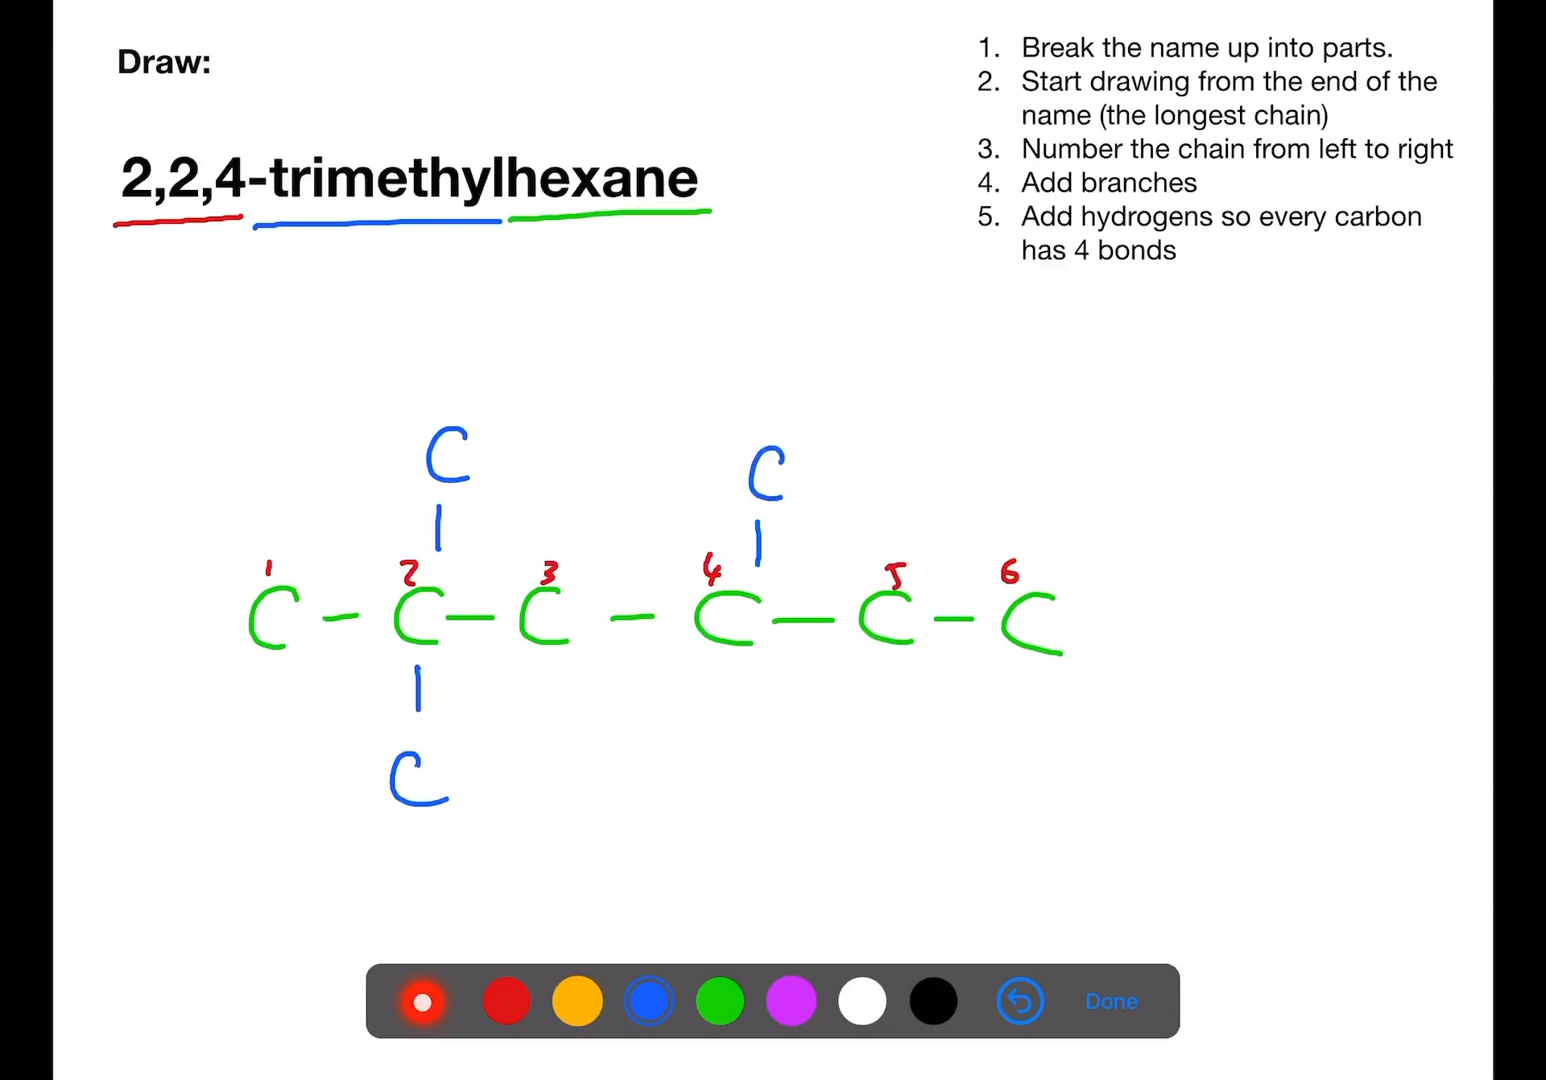 Draw:
2,2,4-trimethylhexane
1. Break the name up into parts.
2. Start drawing from the end of the
name (the longest chain)
3. Number the chain from left to right
4. Add branches
5. Add hydrogens so every carbon
has 4 bonds
C C
1 2 3 4 5 6
C - C - C - C - C - C
C
Done